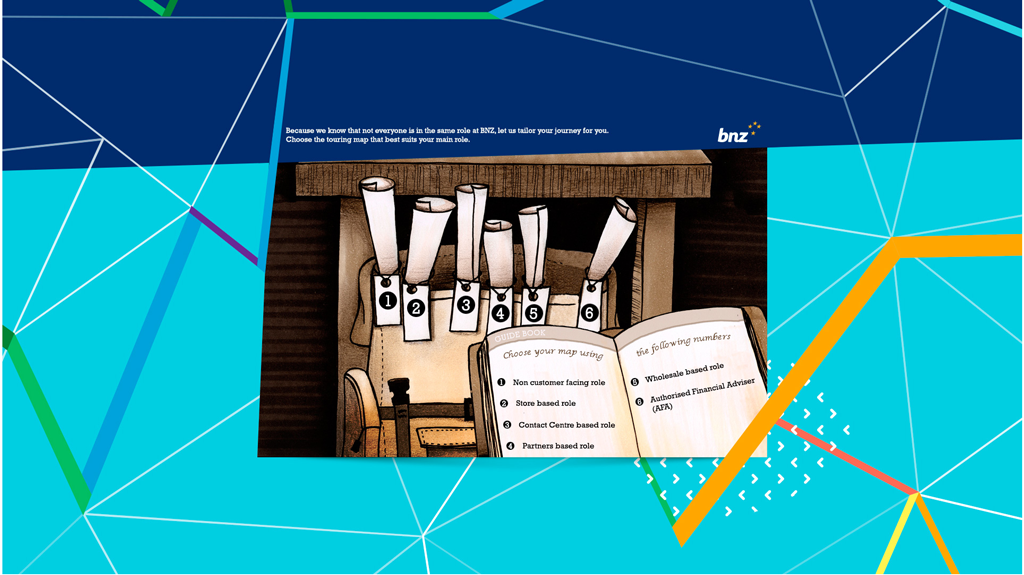 Because we know that not everyone is in the same role at BNZ, let us tailor your journey for you.
Choose the touring map that best suits your main role.
bnz
1
2
3
4
5
6
GUIDE BOOK
Choose your map using
1 Non customer facing role
2 Store based role
3 Contact Centre based role
4 Partners based role
the following numbers
5 Wholesale based role
6 Authorised Financial Adviser
(AFA)